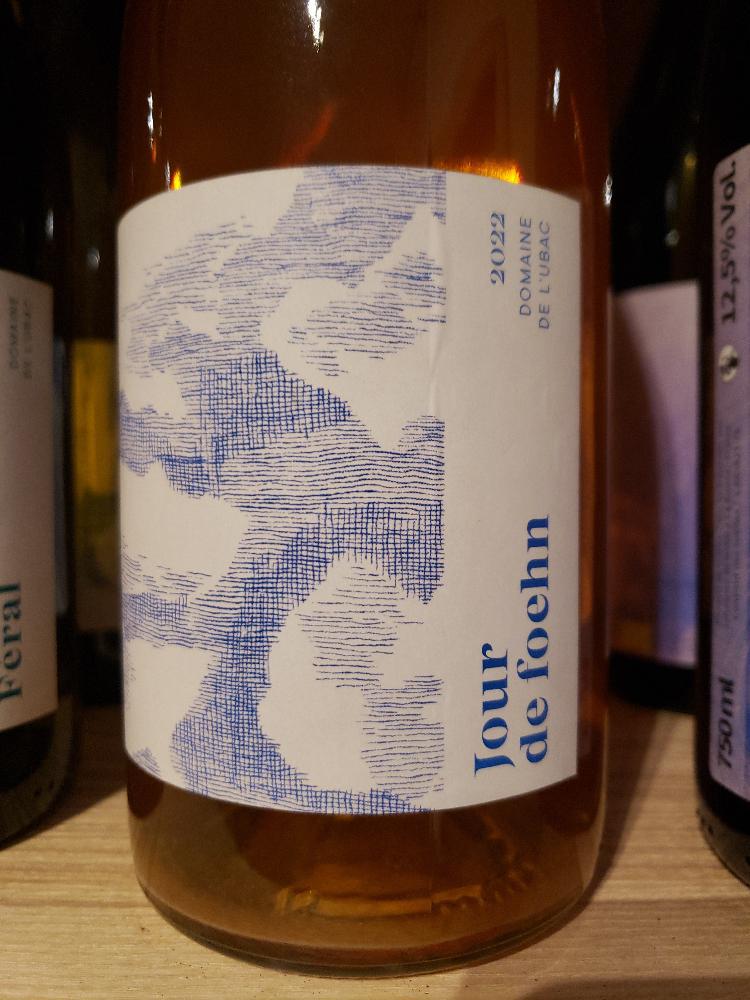 2022
DOMAINE
DE L'UBAC
Jour
de foehn
Feral
DOMAINE
DE L'UBAC
12,5% Vol.
750 ml